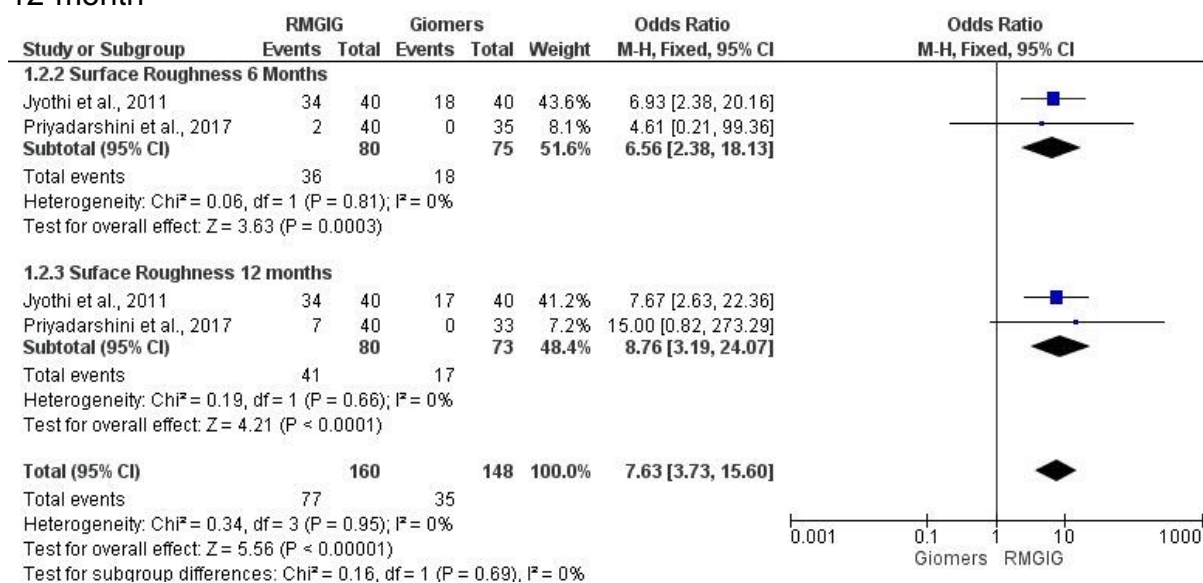 12 month
RMGIG Giomers Odds Ratio Odds Ratio
Study or Subgroup Events Total Events Total Weight M-H, Fixed, 95% CI M-H, Fixed, 95% CI
1.2.2 Surface Roughness 6 Months
Jyothi et al., 2011 34 40 18 40 43.6% 6.93 [2.38, 20.16]
Priyadarshini et al., 2017 2 40 0 35 8.1% 4.61 [0.21, 99.36]
Subtotal (95% CI) 80 75 51.6% 6.56 [2.38, 18.13]
Total events 36 18
Heterogeneity: Chi² = 0.06, df = 1 (P = 0.81); I² = 0%
Test for overall effect: Z = 3.63 (P = 0.0003)
1.2.3 Suface Roughness 12 months
Jyothi et al., 2011 34 40 17 40 41.2% 7.67 [2.63, 22.36]
Priyadarshini et al., 2017 7 40 0 33 7.2% 15.00 [0.82, 273.29]
Subtotal (95% CI) 80 73 48.4% 8.76 [3.19, 24.07]
Total events 41 17
Heterogeneity: Chi² = 0.19, df = 1 (P = 0.66); I² = 0%
Test for overall effect: Z = 4.21 (P < 0.0001)
Total (95% CI) 160 148 100.0% 7.63 [3.73, 15.60]
Total events 77 35
Heterogeneity: Chi² = 0.34, df = 3 (P = 0.95); I² = 0%
Test for overall effect: Z = 5.56 (P < 0.00001)
Test for subgroup differences: Chi² = 0.16, df = 1 (P = 0.69), I² = 0%
0.001 0.1 1 10 1000
Giomers RMGIG